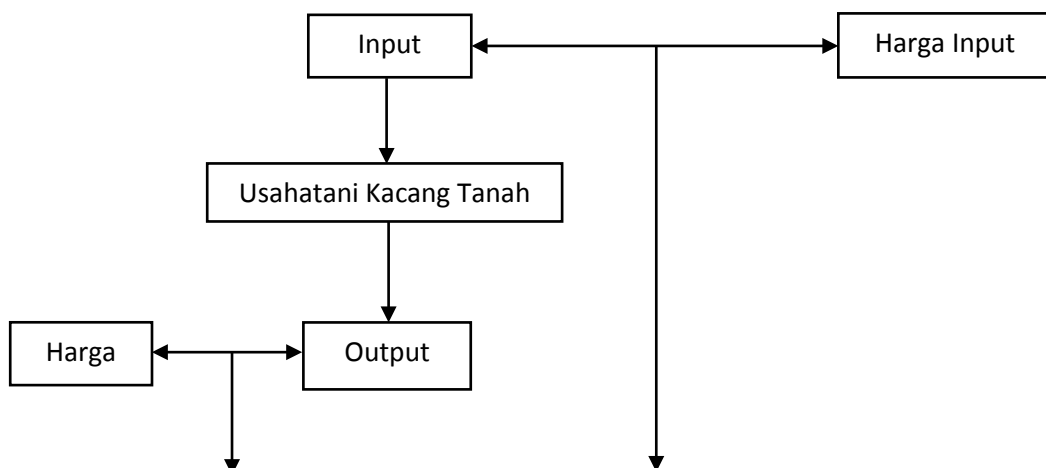 Input
Harga Input
Usahatani Kacang Tanah
Harga
Output